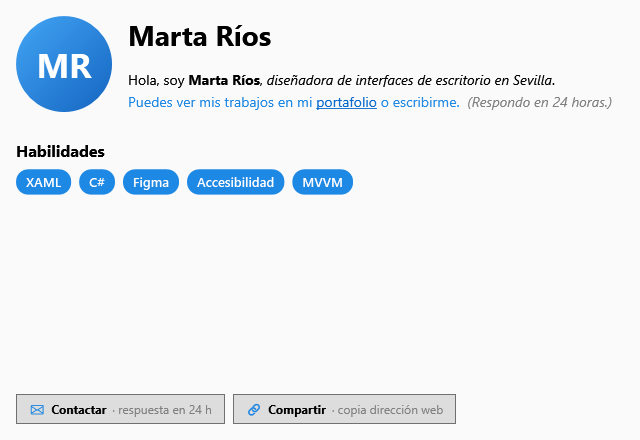 MR
Marta Ríos
Hola, soy Marta Ríos, diseñadora de interfaces de escritorio en Sevilla.
Puedes ver mis trabajos en mi portafolio o escribirme. (Respondo en 24 horas.)
Habilidades
XAML C# Figma Accesibilidad MVVM
Contactar · respuesta en 24 h Compartir · copia dirección web